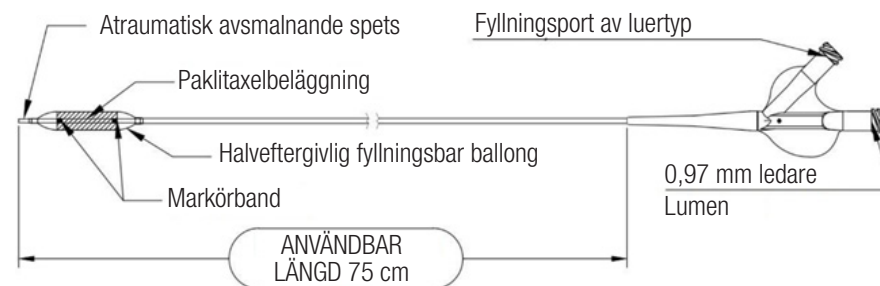 Atraumatisk avsmalnande spets
Fyllningsport av luertyp
Paklitaxelbeläggning
Halveftergivlig fyllningsbar ballong
Markörband
0,97 mm ledare
Lumen
ANVÄNDBAR
LÄNGD 75 cm